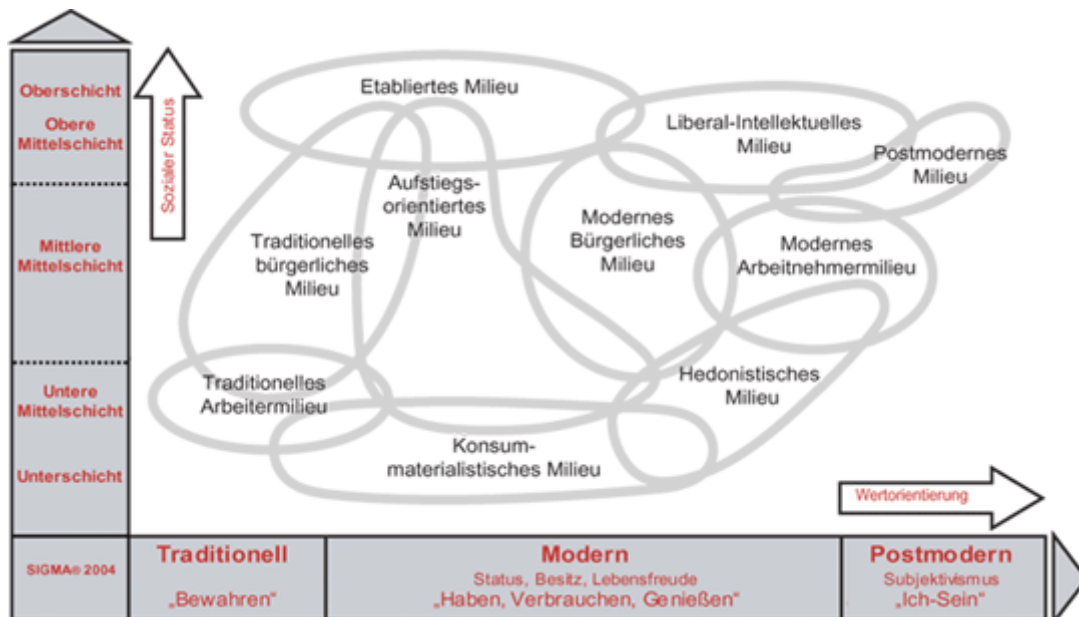 Oberschicht
Obere
Mittelschicht
Mittlere
Mittelschicht
Untere
Mittelschicht
Unterschicht
Sozialer Status
Etabliertes Milieu
Liberal-Intellektuelles
Milieu
Postmodernes
Milieu
Aufstiegs-
orientiertes
Milieu
Traditionelles
bürgerliches
Milieu
Modernes
Bürgerliches
Milieu
Modernes
Arbeitnehmermilieu
Traditionelles
Arbeitermilieu
Hedonistisches
Milieu
Konsum-
materialistisches Milieu
Wertorientierung
SIGMA® 2004
Traditionell
„Bewahren“
Modern
Status, Besitz, Lebensfreude
„Haben, Verbrauchen, Genießen“
Postmodern
Subjektivismus
„Ich-Sein“